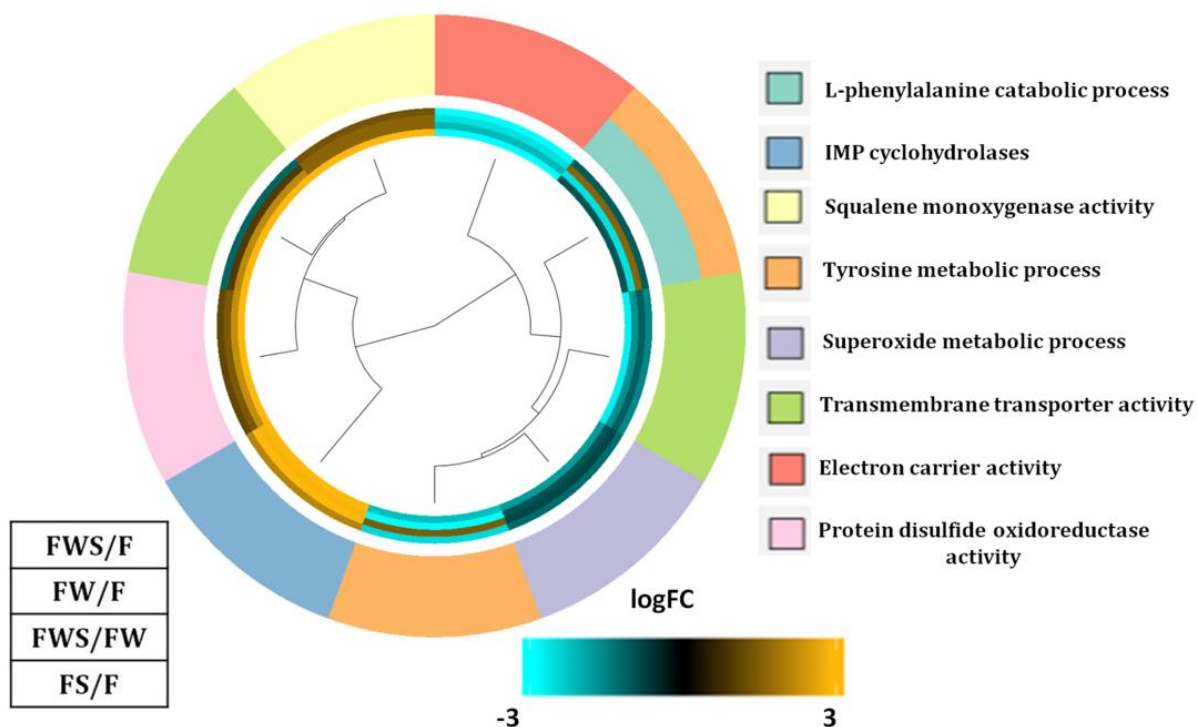 L-phenylalanine catabolic process
IMP cyclohydrolases
Squalene monoxygenase activity
Tyrosine metabolic process
Superoxide metabolic process
Transmembrane transporter activity
Electron carrier activity
Protein disulfide oxidoreductase
activity
FWS/F
FW/F
FWS/FW
FS/F
logFC
-3 3